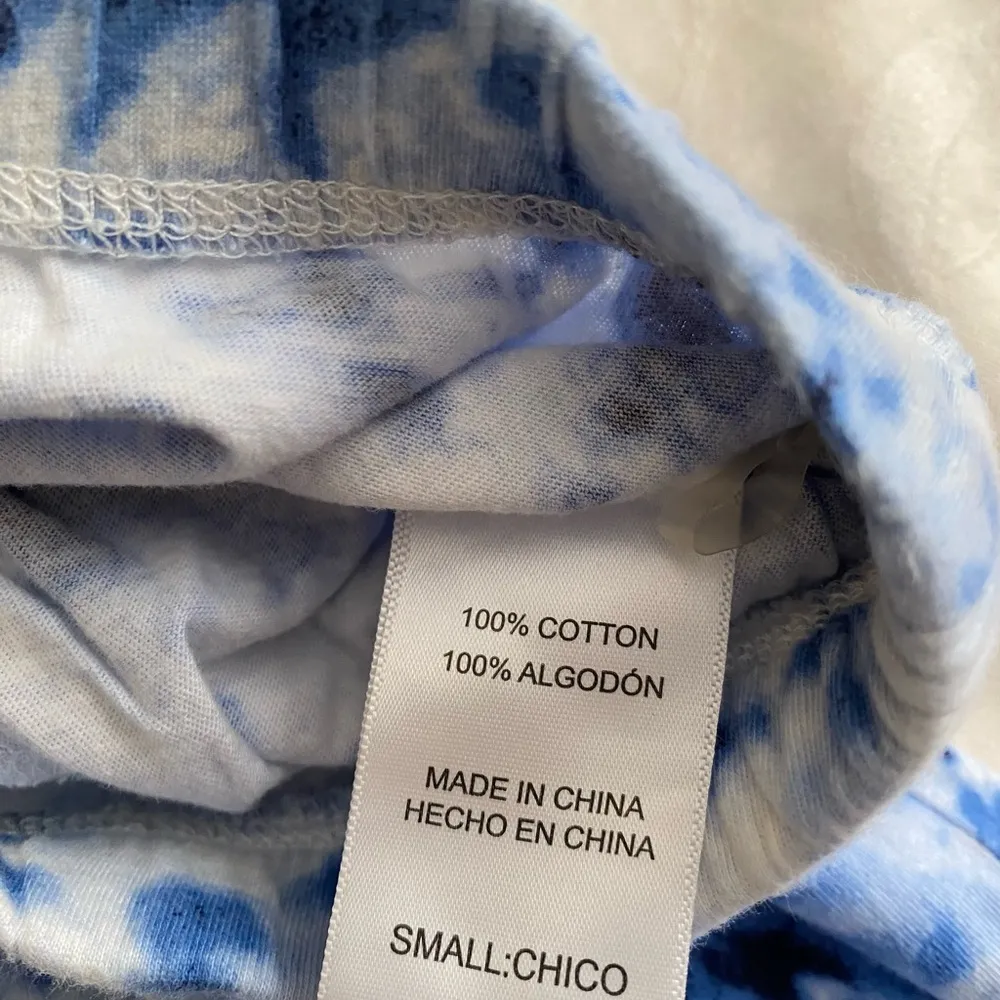 100% COTTON
100% ALGODÓN
MADE IN CHINA
HECHO EN CHINA
SMALL:CHICO